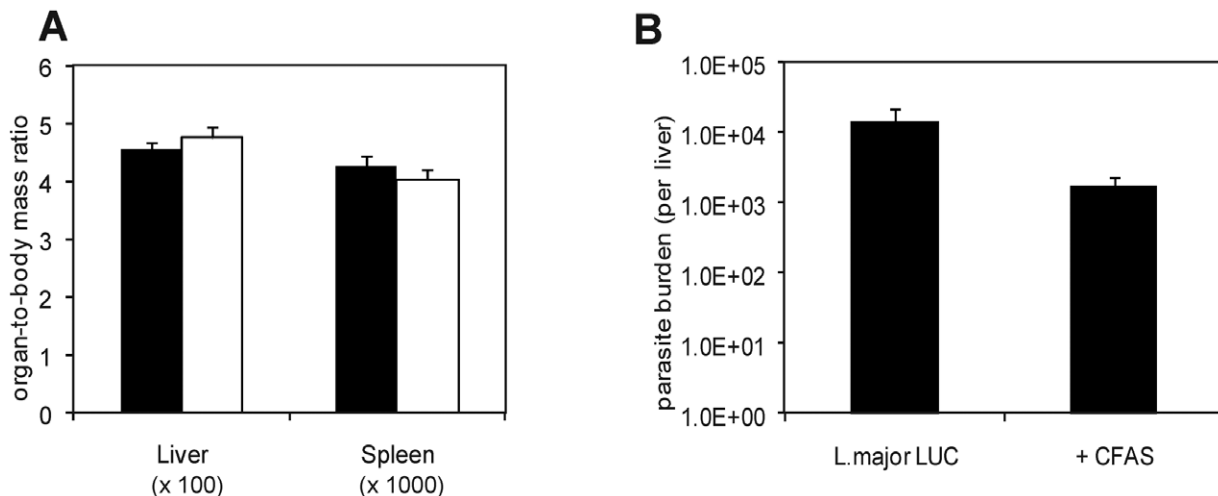 A
organ-to-body mass ratio
6
5
4
3
2
1
0
Liver
(x 100)
Spleen
(x 1000)
B
parasite burden (per liver)
1.0E+05
1.0E+04
1.0E+03
1.0E+02
1.0E+01
1.0E+00
L.major LUC
+ CFAS